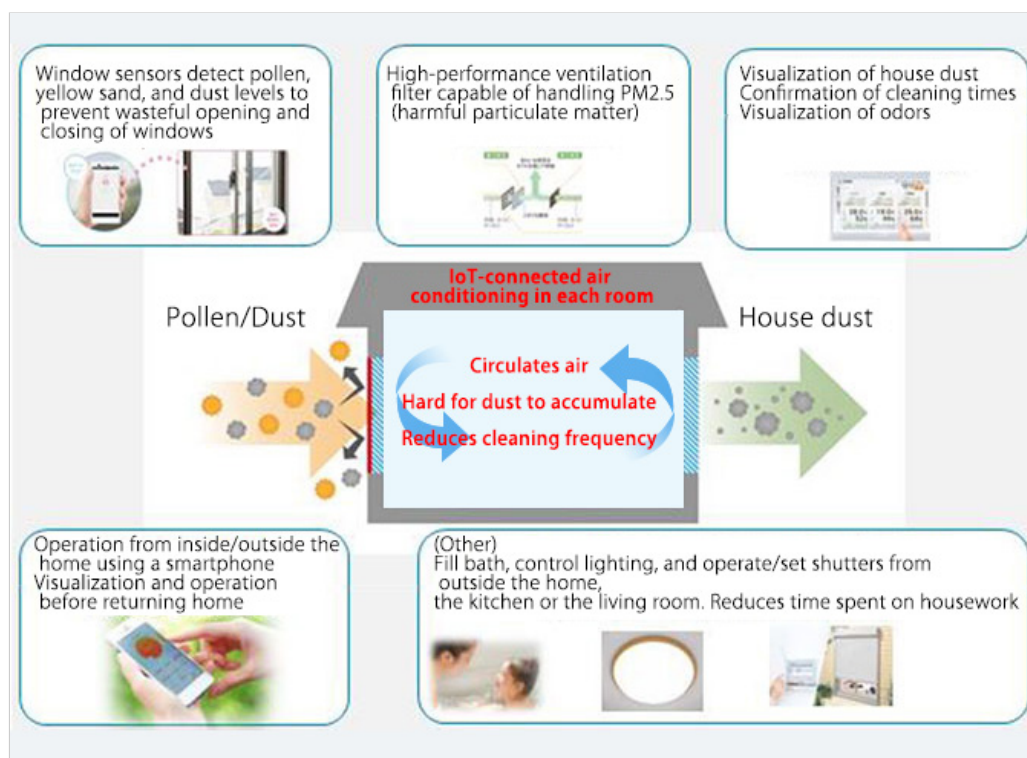 Window sensors detect pollen,
yellow sand, and dust levels to
prevent wasteful opening and
closing of windows
High-performance ventilation
filter capable of handling PM2.5
(harmful particulate matter)
Visualization of house dust
Confirmation of cleaning times
Visualization of odors
IoT-connected air
conditioning in each room
Pollen/Dust
House dust
Circulates air
Hard for dust to accumulate
Reduces cleaning frequency
Operation from inside/outside the
home using a smartphone
Visualization and operation
before returning home
(Other)
Fill bath, control lighting, and operate/set shutters from
outside the home,
the kitchen or the living room. Reduces time spent on housework